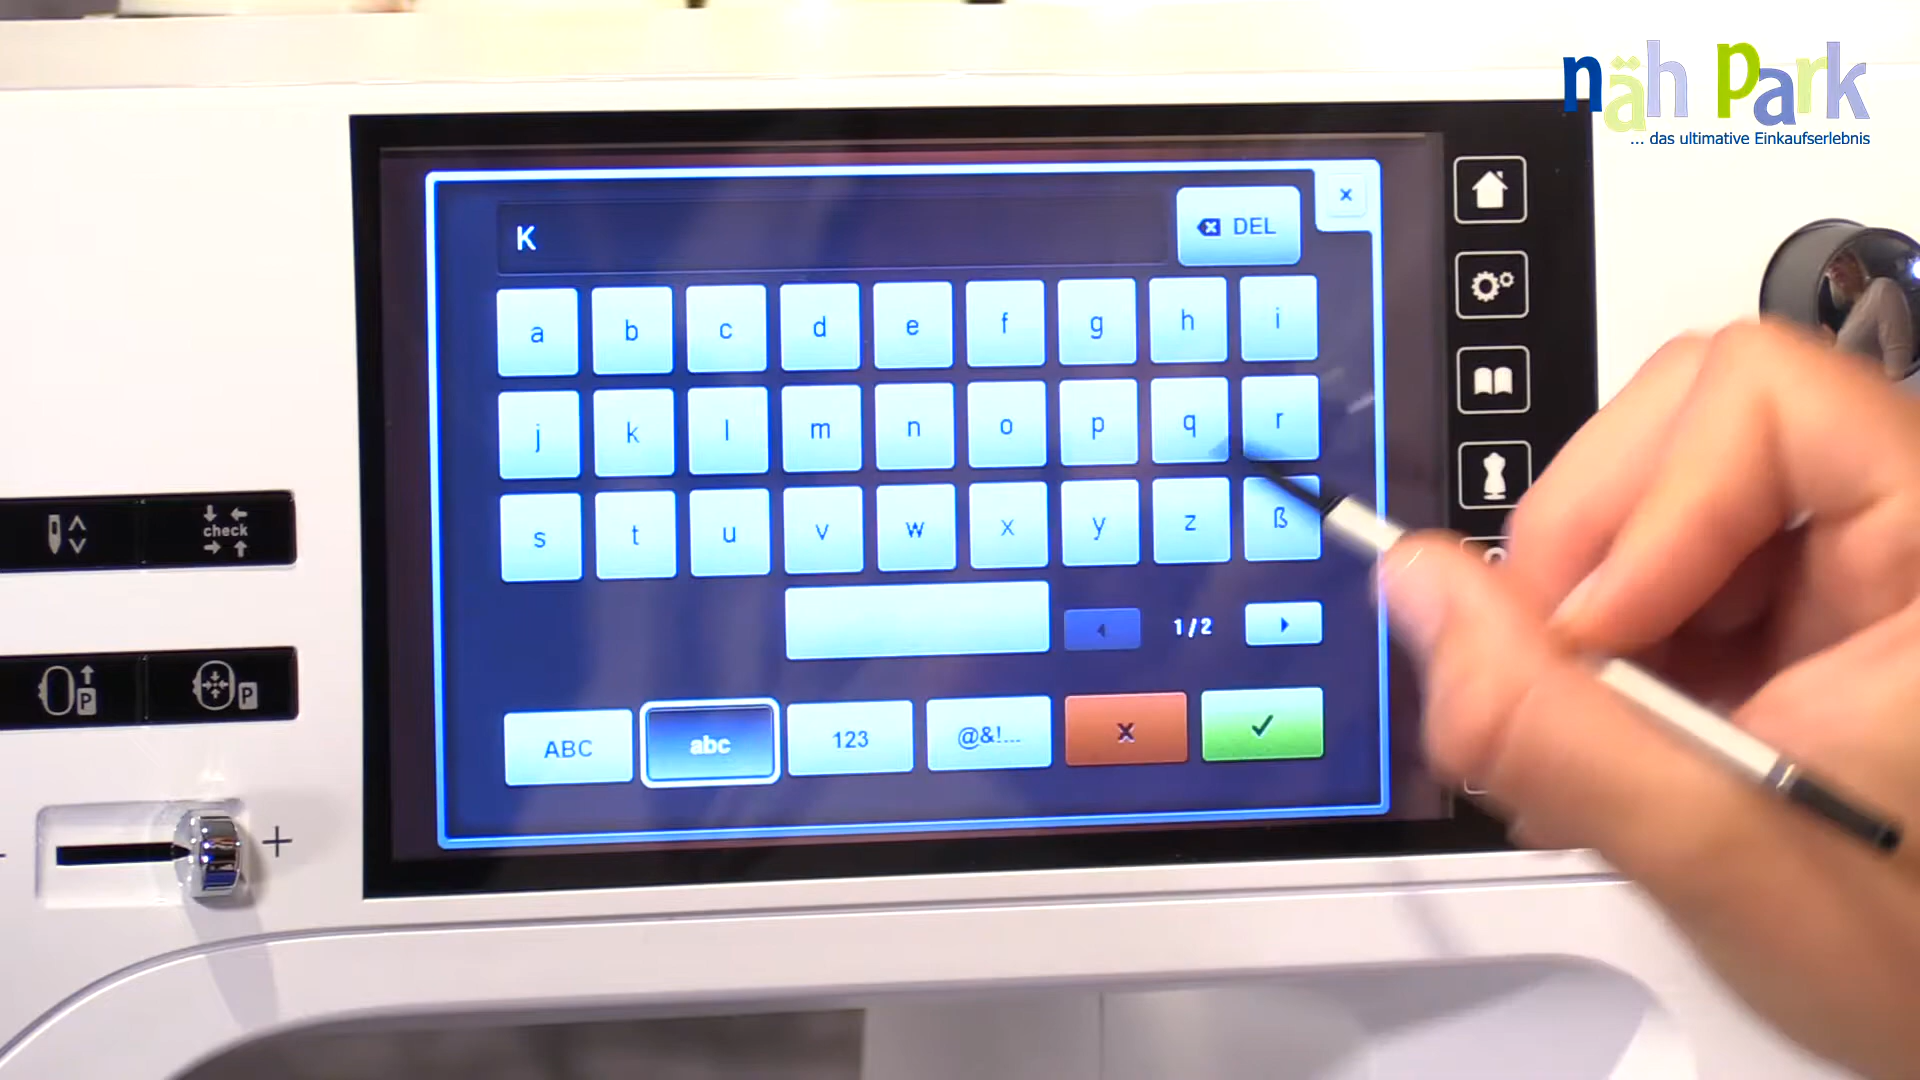 näh Park
... das ultimative Einkaufserlebnis
K
DEL
a b c d e f g h i
j k l m n o p q r
s t u v w x y z ß
1/2
ABC abc 123 @&!...
check
P
P